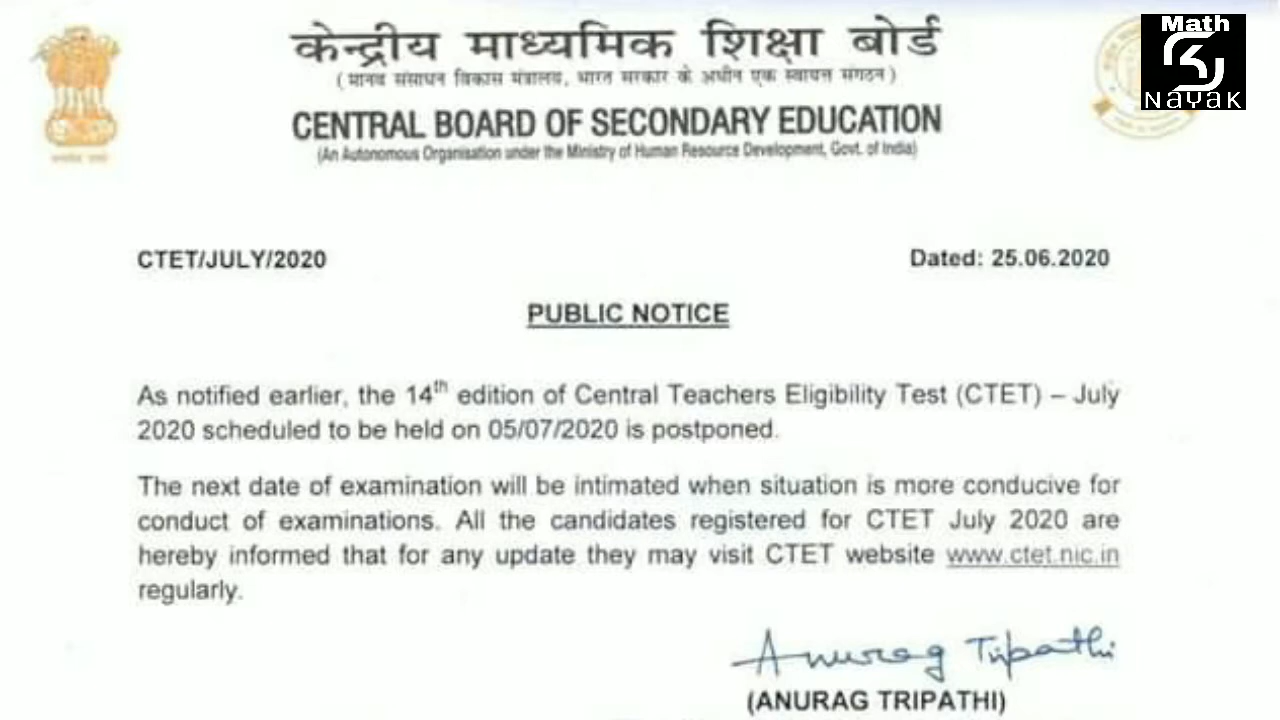 केन्द्रीय माध्यमिक शिक्षा बोर्ड
(मानव संसाधन विकास मंत्रालय, भारत सरकार के अधीन एक स्वायत्त संगठन)
CENTRAL BOARD OF SECONDARY EDUCATION
(An Autonomous Organisation under the Ministry of Human Resource Development, Govt. of India)
Math
NAYAK
CTET/JULY/2020
Dated: 25.06.2020
PUBLIC NOTICE
As notified earlier, the 14th edition of Central Teachers Eligibility Test (CTET) – July
2020 scheduled to be held on 05/07/2020 is postponed.
The next date of examination will be intimated when situation is more conducive for
conduct of examinations. All the candidates registered for CTET July 2020 are
hereby informed that for any update they may visit CTET website www.ctet.nic.in
regularly.
Anurag Tripathi
(ANURAG TRIPATHI)